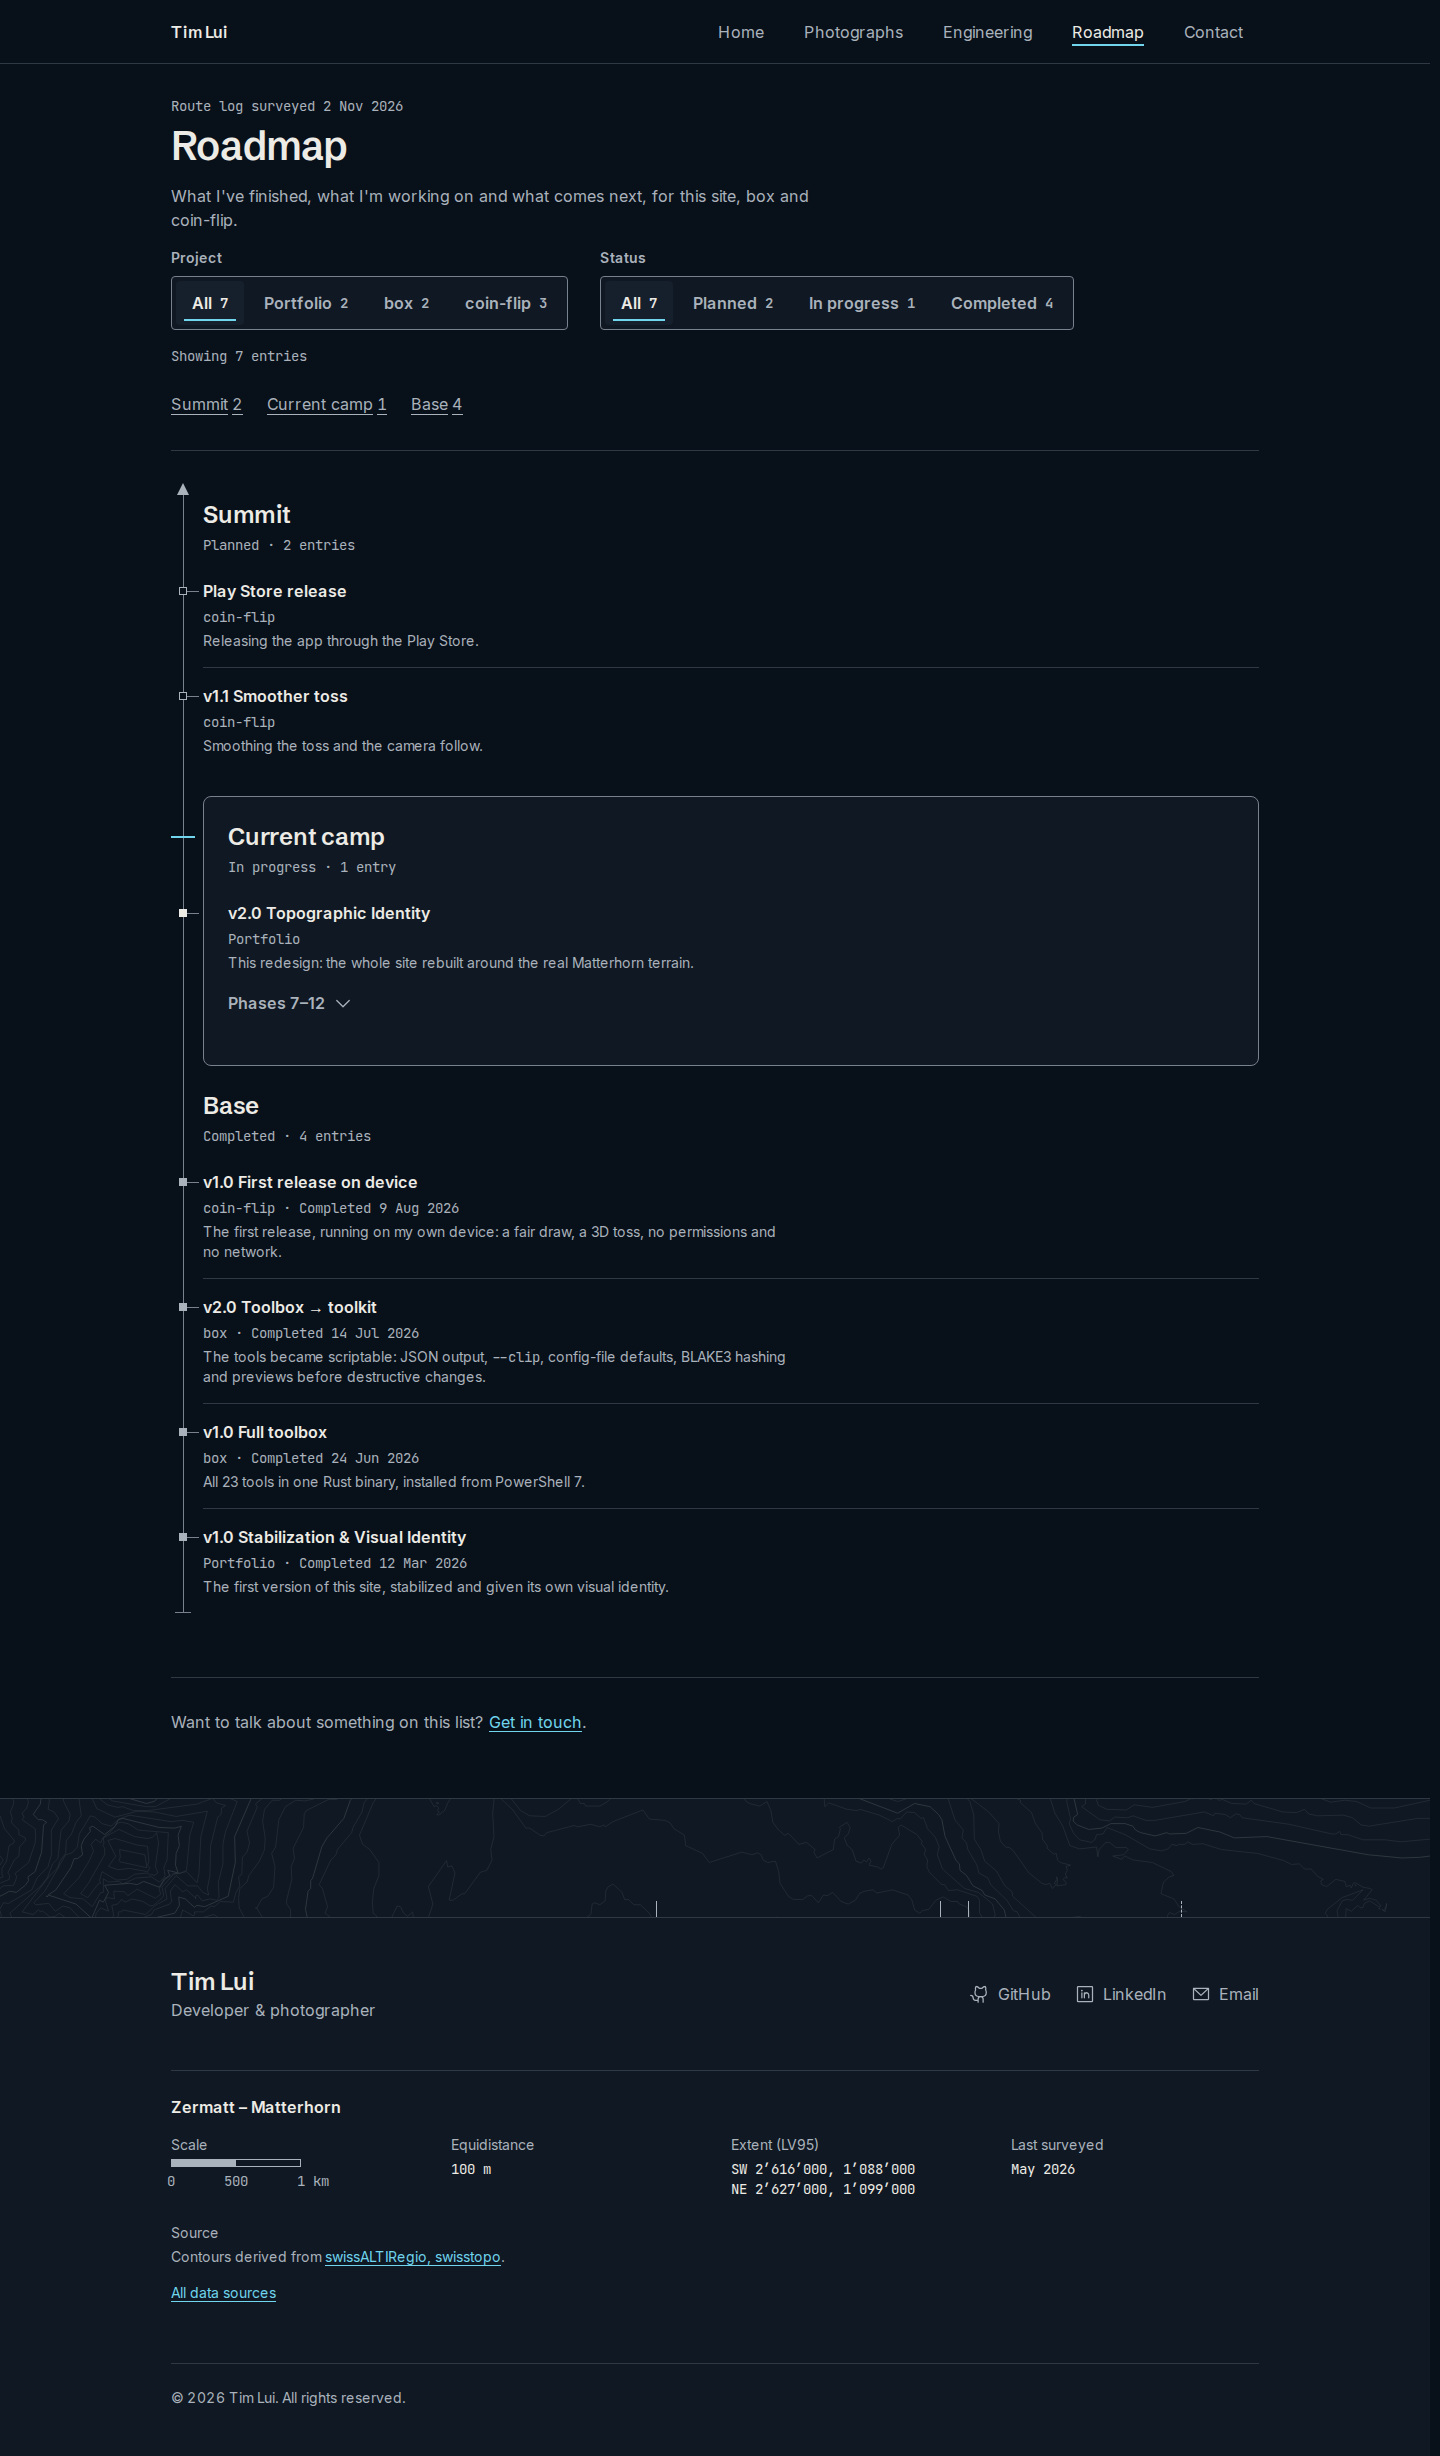 Tim Lui
Home Photographs Engineering Roadmap Contact
Route log surveyed 2 Nov 2026
Roadmap
What I've finished, what I'm working on and what comes next, for this site, box and
coin-flip.
Project Status
All 7 Portfolio 2 box 2 coin-flip 3 All 7 Planned 2 In progress 1 Completed 4
Showing 7 entries
Summit 2 Current camp 1 Base 4
Summit
Planned · 2 entries
Play Store release
coin-flip
Releasing the app through the Play Store.
v1.1 Smoother toss
coin-flip
Smoothing the toss and the camera follow.
Current camp
In progress · 1 entry
v2.0 Topographic Identity
Portfolio
This redesign: the whole site rebuilt around the real Matterhorn terrain.
Phases 7–12
Base
Completed · 4 entries
v1.0 First release on device
coin-flip · Completed 9 Aug 2026
The first release, running on my own device: a fair draw, a 3D toss, no permissions and
no network.
v2.0 Toolbox → toolkit
box · Completed 14 Jul 2026
The tools became scriptable: JSON output, --clip, config-file defaults, BLAKE3 hashing
and previews before destructive changes.
v1.0 Full toolbox
box · Completed 24 Jun 2026
All 23 tools in one Rust binary, installed from PowerShell 7.
v1.0 Stabilization & Visual Identity
Portfolio · Completed 12 Mar 2026
The first version of this site, stabilized and given its own visual identity.
Want to talk about something on this list? Get in touch.
Tim Lui
Developer & photographer
GitHub LinkedIn Email
Zermatt – Matterhorn
Scale Equidistance Extent (LV95) Last surveyed
100 m SW 2’616’000, 1’088’000 May 2026
0 500 1 km NE 2’627’000, 1’099’000
Source
Contours derived from swissALTIRegio, swisstopo.
All data sources
© 2026 Tim Lui. All rights reserved.